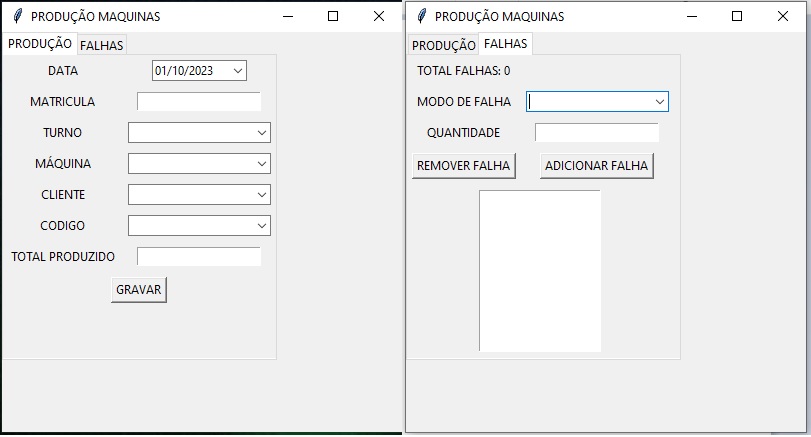 PRODUÇÃO MAQUINAS
PRODUÇÃO FALHAS
DATA 01/10/2023
MATRICULA
TURNO
MÁQUINA
CLIENTE
CODIGO
TOTAL PRODUZIDO
GRAVAR
PRODUÇÃO MAQUINAS
PRODUÇÃO FALHAS
TOTAL FALHAS: 0
MODO DE FALHA
QUANTIDADE
REMOVER FALHA ADICIONAR FALHA